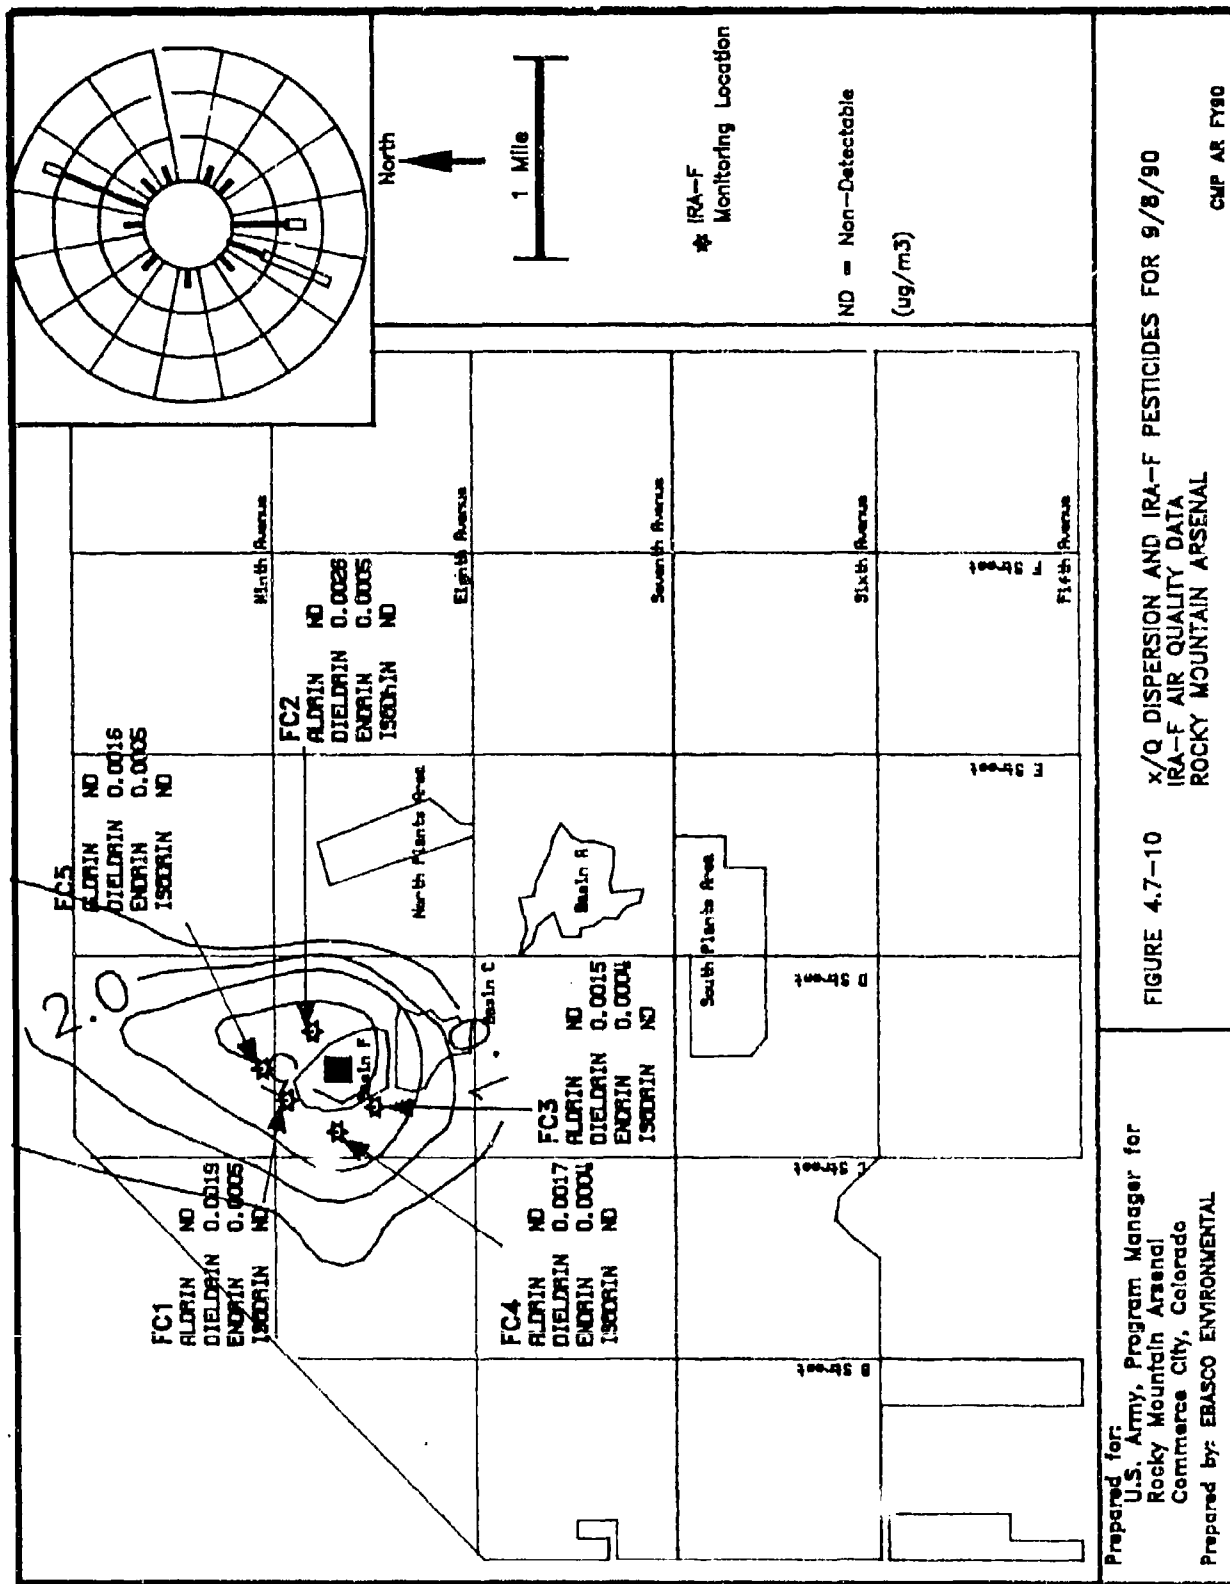 FC5
ALDRIN ND
DIELDRIN 0.0016
ENDRIN 0.0005
ISODRIN ND
2.0
FC1
ALDRIN ND
DIELDRIN 0.0019
ENDRIN 0.0005
ISODRIN ND
FC2
ALDRIN ND
DIELDRIN 0.0026
ENDRIN 0.0005
ISODRIN ND
FC4
ALDRIN ND
DIELDRIN 0.0017
ENDRIN 0.0004
ISODRIN ND
FC3
ALDRIN ND
DIELDRIN 0.0015
ENDRIN 0.0004
ISODRIN ND
Basin F
Basin C
North Plants Area
Basin A
South Plants Area
Ninth Avenue
Eighth Avenue
Seventh Avenue
Sixth Avenue
Fifth Avenue
B Street
C Street
D Street
E Street
F Street
North
1 Mile
IRA-F
Monitoring Location
ND = Non-Detectable
(ug/m3)
Prepared for:
U.S. Army, Program Manager for
Rocky Mountain Arsenal
Commerce City, Colorado
Prepared by: EBASCO ENVIRONMENTAL
FIGURE 4.7-10 x/Q DISPERSION AND IRA-F PESTICIDES FOR 9/8/90
IRA-F AIR QUALITY DATA
ROCKY MOUNTAIN ARSENAL
CMP AR FY90